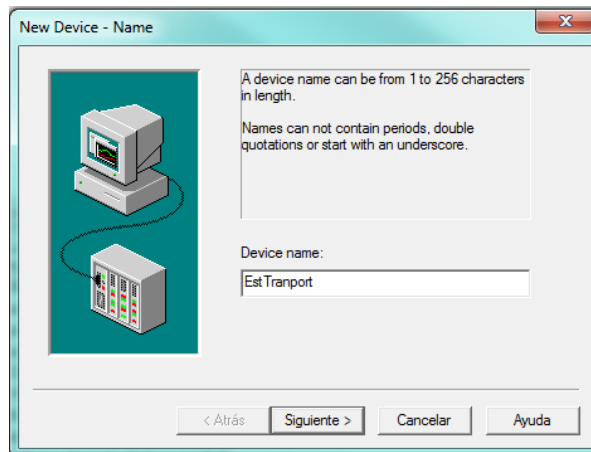 New Device - Name
A device name can be from 1 to 256 characters
in length.
Names can not contain periods, double
quotations or start with an underscore.
Device name:
EstTranport
< Atrás
Siguiente >
Cancelar
Ayuda